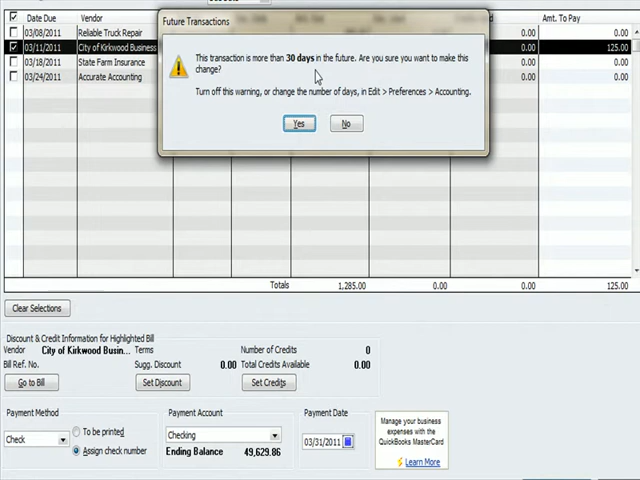 Date Due Vendor Amt. To Pay
03/08/2011 Reliable Truck Repair 0.00 0.00
03/11/2011 City of Kirkwood Business 0.00 125.00
03/18/2011 State Farm Insurance 0.00 0.00
03/24/2011 Accurate Accounting 0.00 0.00
Future Transactions
This transaction is more than 30 days in the future. Are you sure you want to make this
change?
Turn off this warning, or change the number of days, in Edit > Preferences > Accounting.
Yes No
Totals 1,285.00 0.00 0.00 125.00
Clear Selections
Discount & Credit Information for Highlighted Bill
Vendor City of Kirkwood Busin... Terms Number of Credits 0
Bill Ref. No. Sugg. Discount 0.00 Total Credits Available 0.00
Go to Bill Set Discount Set Credits
Payment Method Payment Account Payment Date
Check To be printed Checking 03/31/2011
Assign check number Ending Balance 49,629.86
Manage your business
expenses with the
QuickBooks MasterCard
Learn More